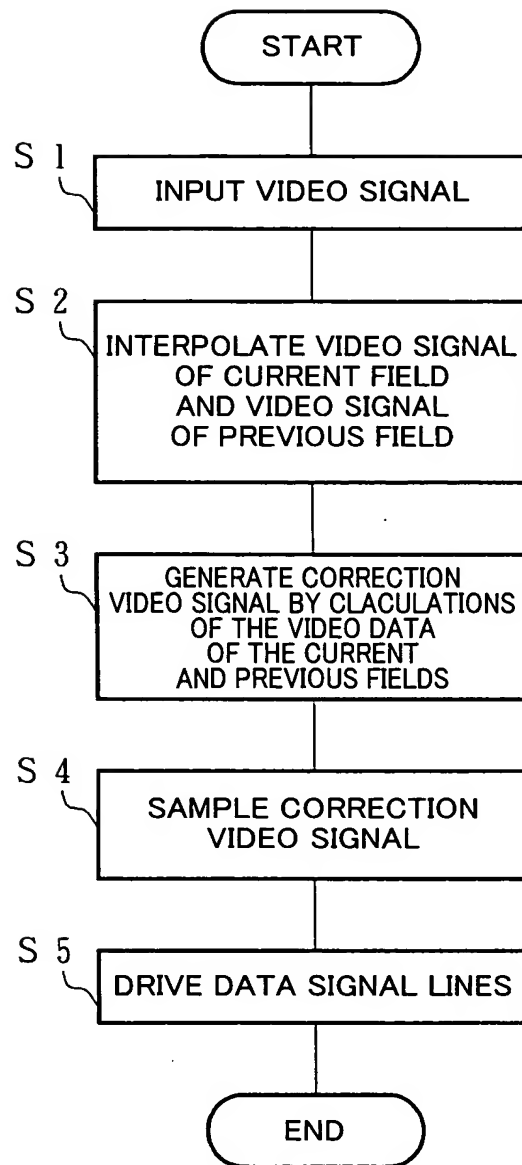 START
S 1
INPUT VIDEO SIGNAL
S 2
INTERPOLATE VIDEO SIGNAL
OF CURRENT FIELD
AND VIDEO SIGNAL
OF PREVIOUS FIELD
S 3
GENERATE CORRECTION
VIDEO SIGNAL BY CLACULATIONS
OF THE VIDEO DATA
OF THE CURRENT
AND PREVIOUS FIELDS
S 4
SAMPLE CORRECTION
VIDEO SIGNAL
S 5
DRIVE DATA SIGNAL LINES
END